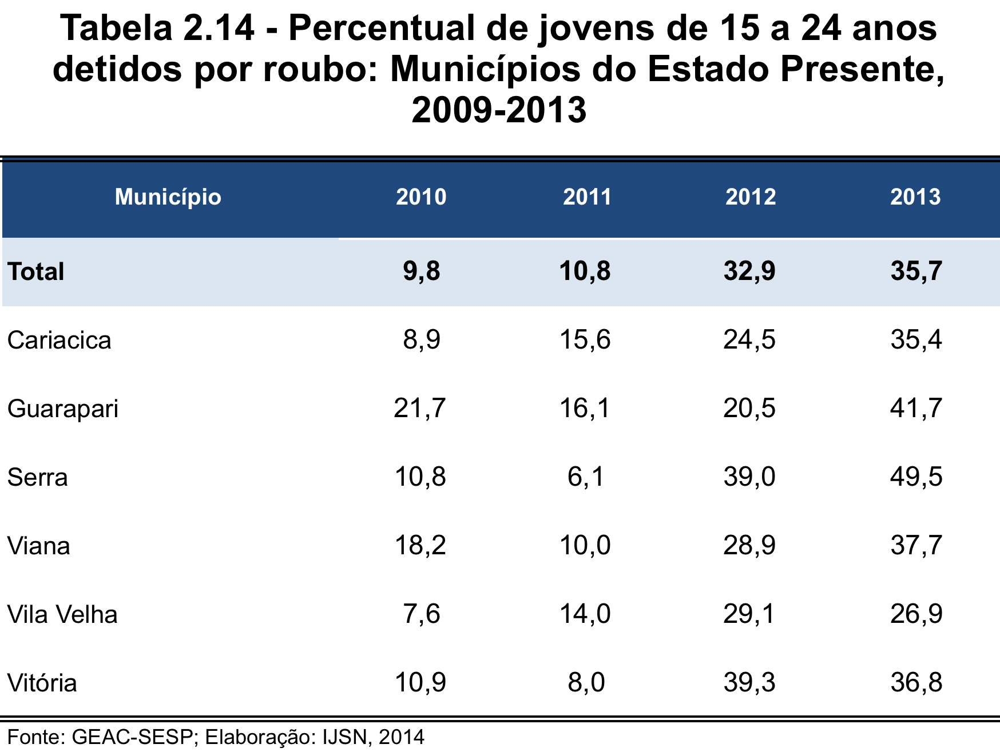 Tabela 2.14 - Percentual de jovens de 15 a 24 anos
detidos por roubo: Municípios do Estado Presente,
2009-2013
Município 2010 2011 2012 2013
Total 9,8 10,8 32,9 35,7
Cariacica 8,9 15,6 24,5 35,4
Guarapari 21,7 16,1 20,5 41,7
Serra 10,8 6,1 39,0 49,5
Viana 18,2 10,0 28,9 37,7
Vila Velha 7,6 14,0 29,1 26,9
Vitória 10,9 8,0 39,3 36,8
Fonte: GEAC-SESP; Elaboração: IJSN, 2014